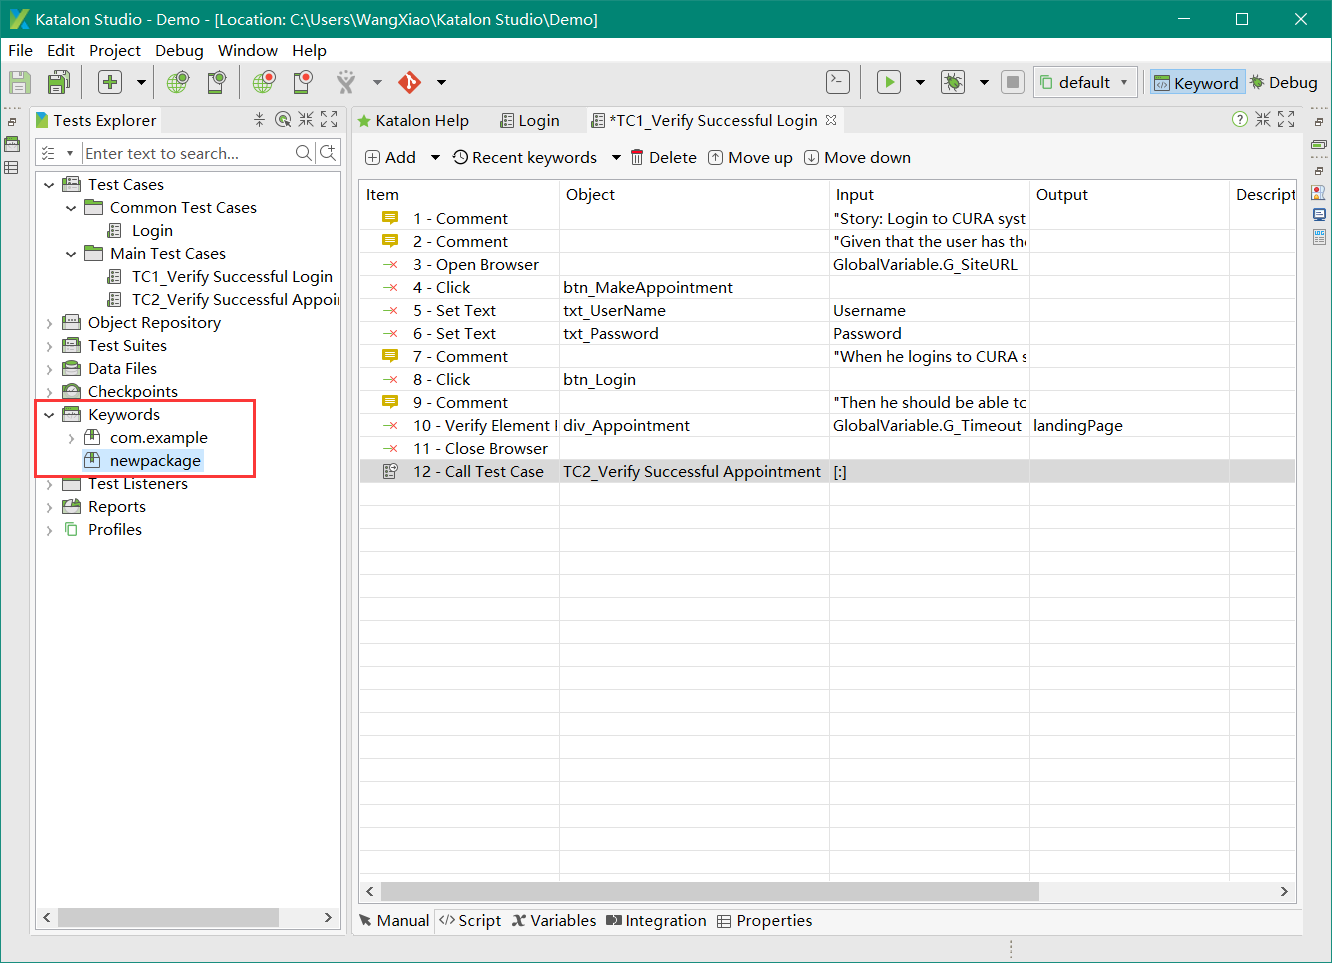 Katalon Studio - Demo - [Location: C:\Users\WangXiao\Katalon Studio\Demo]
File Edit Project Debug Window Help
default Keyword Debug
Tests Explorer
Enter text to search...
Test Cases
Common Test Cases
Login
Main Test Cases
TC1_Verify Successful Login
TC2_Verify Successful Appoi
Object Repository
Test Suites
Data Files
Checkpoints
Keywords
com.example
newpackage
Test Listeners
Reports
Profiles
Katalon Help Login *TC1_Verify Successful Login
Add Recent keywords Delete Move up Move down
Item Object Input Output Descript
1 - Comment "Story: Login to CURA syst
2 - Comment "Given that the user has the
3 - Open Browser GlobalVariable.G_SiteURL
4 - Click btn_MakeAppointment
5 - Set Text txt_UserName Username
6 - Set Text txt_Password Password
7 - Comment "When he logins to CURA s
8 - Click btn_Login
9 - Comment "Then he should be able to
10 - Verify Element div_Appointment GlobalVariable.G_Timeout landingPage
11 - Close Browser
12 - Call Test Case TC2_Verify Successful Appointment [:]
Manual Script Variables Integration Properties